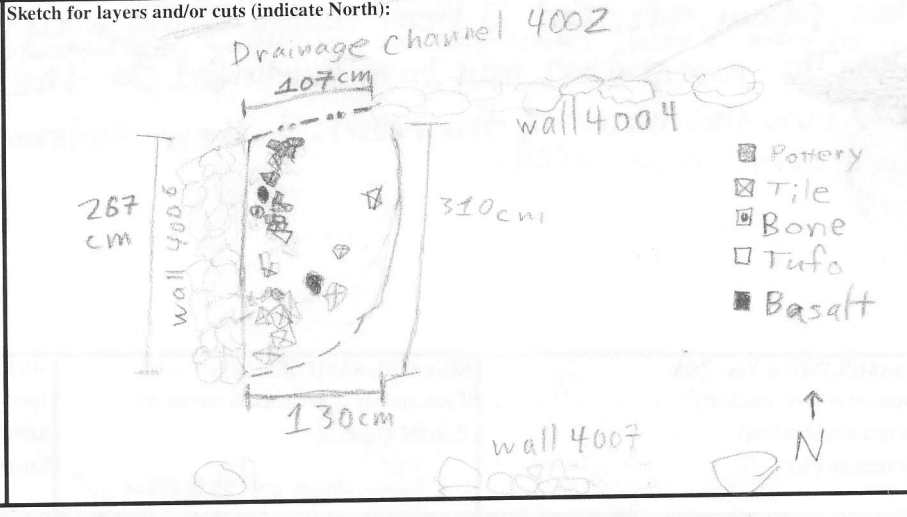 Sketch for layers and/or cuts (indicate North):
Drainage Channel 4002
107cm
wall 4004
Pottery
Tile
Bone
Tufo
Basalt
267
cm
wall 4006
310cm
130cm
wall 4007
N